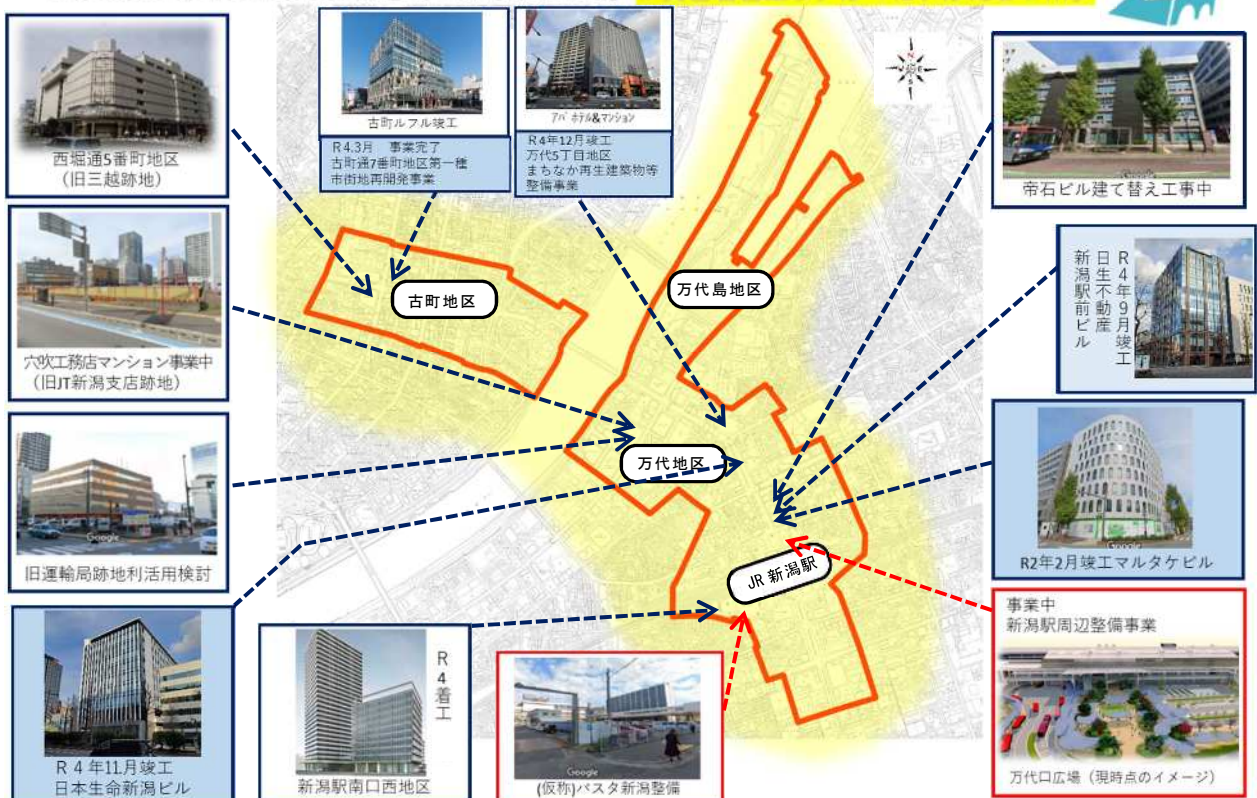 西堀通5番町地区
(旧三越跡地)
古町ルフル竣工
R4.3月 事業完了
古町通7番町地区第一種
市街地再開発事業
アパホテル&マンション
R4年12月竣工
万代5丁目地区
まちなか再生建築物等
整備事業
帝石ビル建て替え工事中
穴吹工務店マンション事業中
(旧JT新潟支店跡地)
古町地区
万代島地区
R4年9月竣工
日生不動産
新潟駅前ビル
旧運輸局跡地利活用検討
Google
万代地区
R2年2月竣工マルタケビル
Google
JR新潟駅
R4年11月竣工
日本生命新潟ビル
R4着工
新潟駅南口西地区
Google
(仮称)バスタ新潟整備
事業中
新潟駅周辺整備事業
万代口広場(現時点のイメージ)